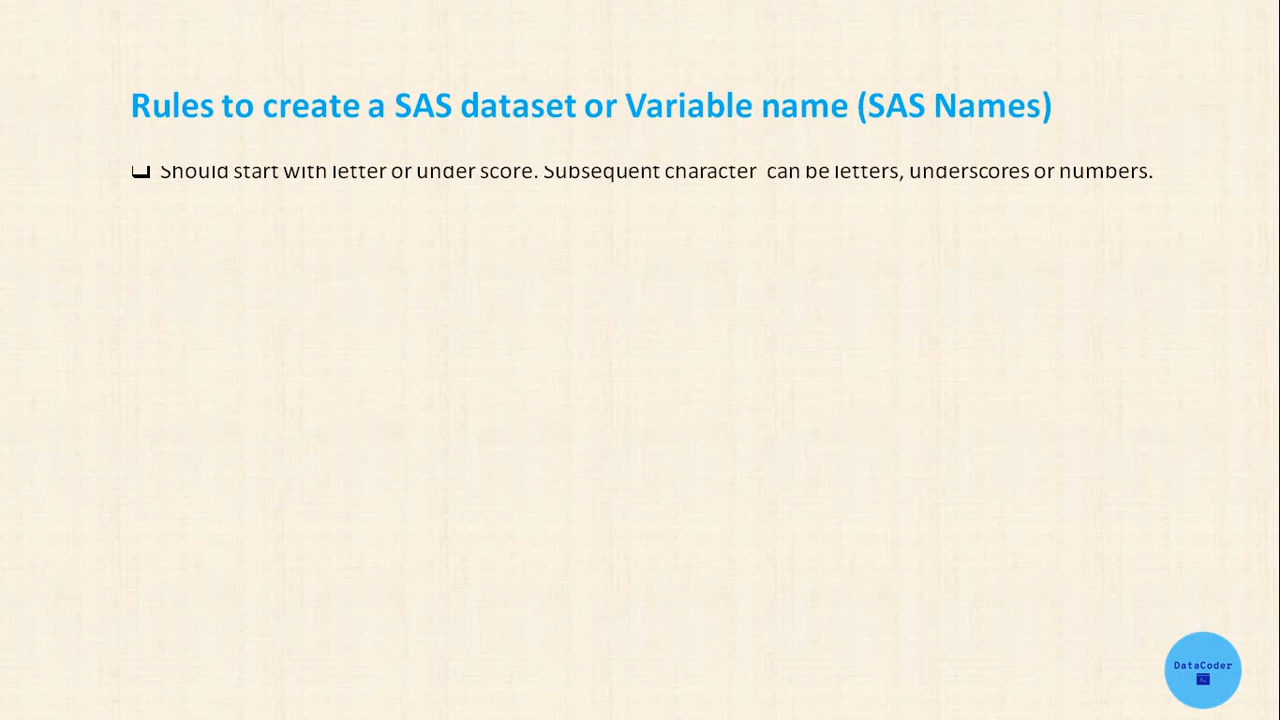 Rules to create a SAS dataset or Variable name (SAS Names)
Should start with letter or under score. Subsequent character  can be letters, underscores or numbers.
DataCoder